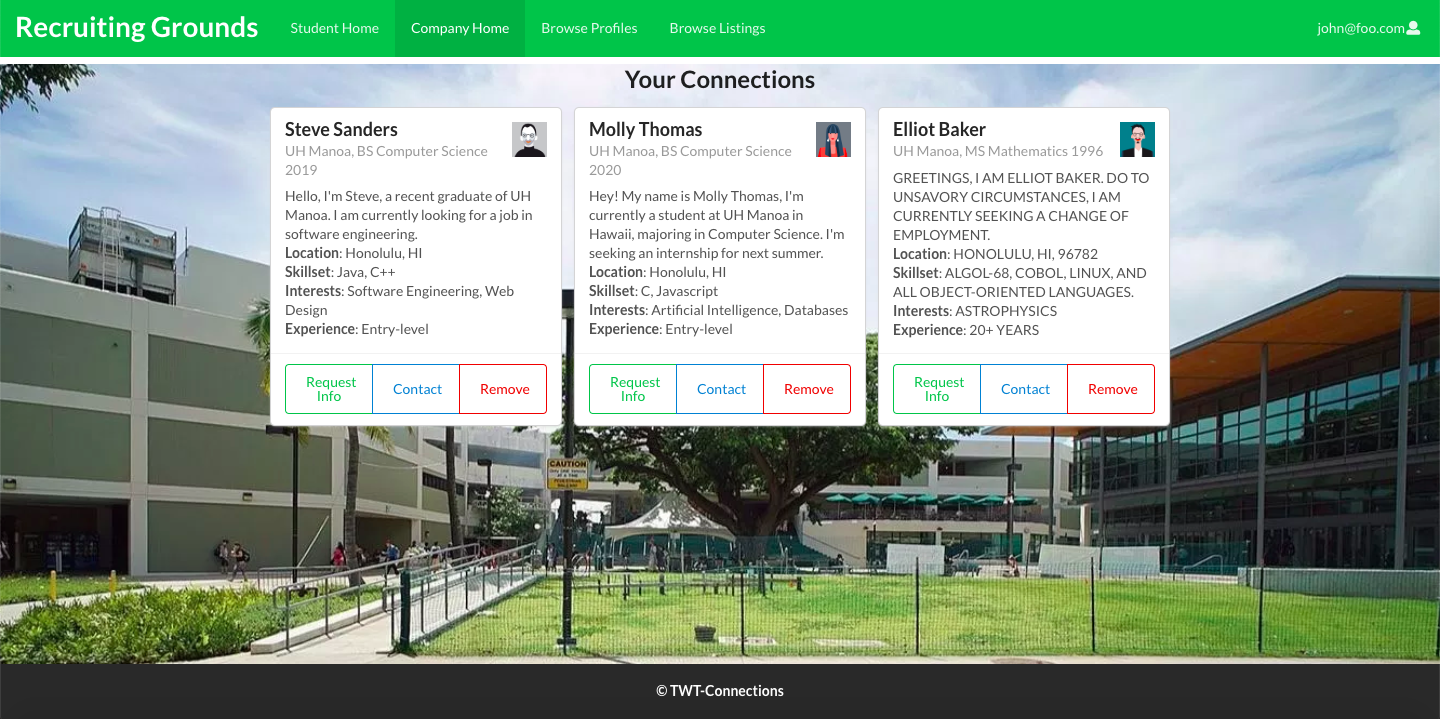 Recruiting Grounds
Student Home
Company Home
Browse Profiles
Browse Listings
john@foo.com
Your Connections
Steve Sanders
UH Manoa, BS Computer Science
2019
Hello, I'm Steve, a recent graduate of UH
Manoa. I am currently looking for a job in
software engineering.
Location: Honolulu, HI
Skillset: Java, C++
Interests: Software Engineering, Web
Design
Experience: Entry-level
Request
Info
Contact
Remove
Molly Thomas
UH Manoa, BS Computer Science
2020
Hey! My name is Molly Thomas, I'm
currently a student at UH Manoa in
Hawaii, majoring in Computer Science. I'm
seeking an internship for next summer.
Location: Honolulu, HI
Skillset: C, Javascript
Interests: Artificial Intelligence, Databases
Experience: Entry-level
Request
Info
Contact
Remove
Elliot Baker
UH Manoa, MS Mathematics 1996
GREETINGS, I AM ELLIOT BAKER. DO TO
UNSAVORY CIRCUMSTANCES, I AM
CURRENTLY SEEKING A CHANGE OF
EMPLOYMENT.
Location: HONOLULU, HI, 96782
Skillset: ALGOL-68, COBOL, LINUX, AND
ALL OBJECT-ORIENTED LANGUAGES.
Interests: ASTROPHYSICS
Experience: 20+ YEARS
Request
Info
Contact
Remove
CAUTION
© TWT-Connections